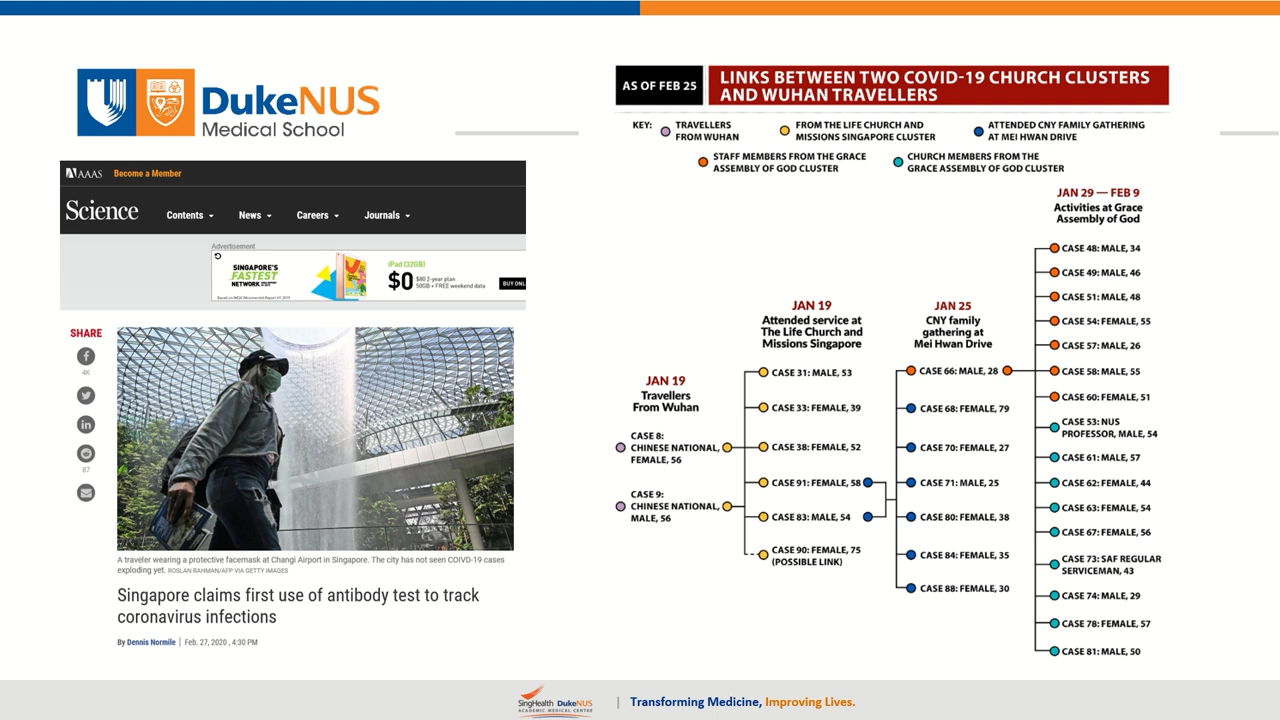 DukeNUS
Medical School
AAAS
Become a Member
Science
Contents
News
Careers
Journals
Advertisement
SINGAPORE'S
FASTEST
NETWORK
iPad (32GB)
$0
$80 2-year plan
50GB + FREE weekend data
BUY ONL
SHARE
4K
87
A traveler wearing a protective facemask at Changi Airport in Singapore. The city has not seen COIVD-19 cases
exploding yet. ROSLAN RAHMAN/AFP VIA GETTY IMAGES
Singapore claims first use of antibody test to track
coronavirus infections
By Dennis Normile | Feb. 27, 2020 , 4:30 PM
AS OF FEB 25
LINKS BETWEEN TWO COVID-19 CHURCH CLUSTERS
AND WUHAN TRAVELLERS
KEY:
TRAVELLERS
FROM WUHAN
FROM THE LIFE CHURCH AND
MISSIONS SINGAPORE CLUSTER
ATTENDED CNY FAMILY GATHERING
AT MEI HWAN DRIVE
STAFF MEMBERS FROM THE GRACE
ASSEMBLY OF GOD CLUSTER
CHURCH MEMBERS FROM THE
GRACE ASSEMBLY OF GOD CLUSTER
JAN 19
Travellers
From Wuhan
CASE 8:
CHINESE NATIONAL,
FEMALE, 56
CASE 9:
CHINESE NATIONAL,
MALE, 56
JAN 19
Attended service at
The Life Church and
Missions Singapore
CASE 31: MALE, 53
CASE 33: FEMALE, 39
CASE 38: FEMALE, 52
CASE 91: FEMALE, 58
CASE 83: MALE, 54
CASE 90: FEMALE, 75
(POSSIBLE LINK)
JAN 25
CNY family
gathering at
Mei Hwan Drive
CASE 66: MALE, 28
CASE 68: FEMALE, 79
CASE 70: FEMALE, 27
CASE 71: MALE, 25
CASE 80: FEMALE, 38
CASE 84: FEMALE, 35
CASE 88: FEMALE, 30
JAN 29 — FEB 9
Activities at Grace
Assembly of God
CASE 48: MALE, 34
CASE 49: MALE, 46
CASE 51: MALE, 48
CASE 54: FEMALE, 55
CASE 57: MALE, 26
CASE 58: MALE, 55
CASE 60: FEMALE, 51
CASE 53: NUS
PROFESSOR, MALE, 54
CASE 61: MALE, 57
CASE 62: FEMALE, 44
CASE 63: FEMALE, 54
CASE 67: FEMALE, 56
CASE 73: SAF REGULAR
SERVICEMAN, 43
CASE 74: MALE, 29
CASE 78: FEMALE, 57
CASE 81: MALE, 50
SingHealth DukeNUS
ACADEMIC MEDICAL CENTRE
| Transforming Medicine, Improving Lives.